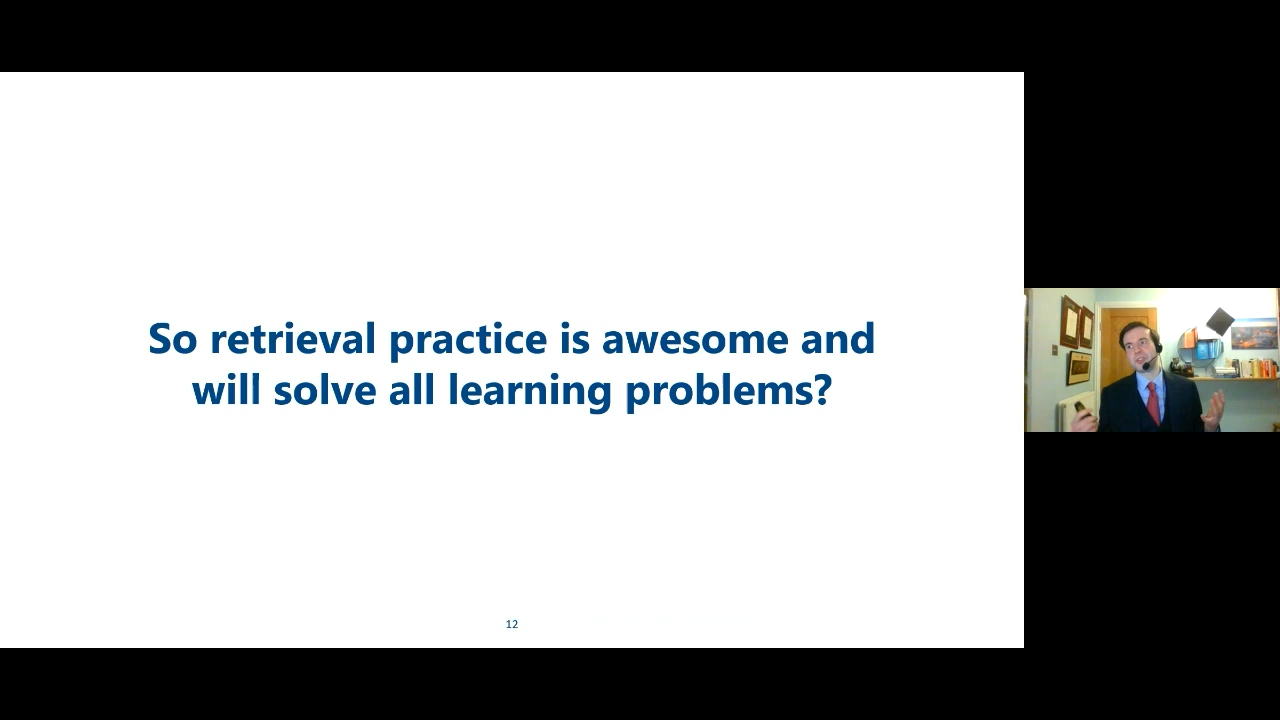 So retrieval practice is awesome and
will solve all learning problems?
12